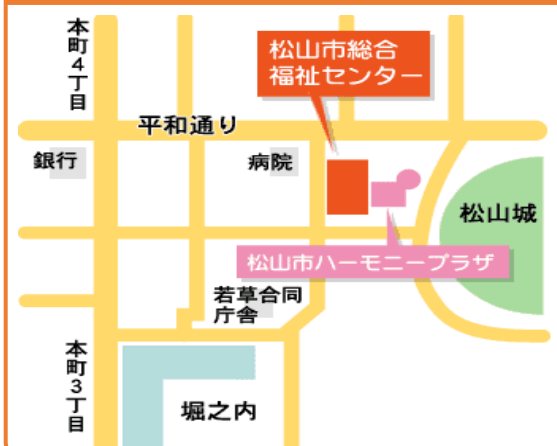 本町4丁目
松山市総合
福祉センター
平和通り
銀行
病院
松山城
松山市ハーモニープラザ
若草合同
庁舎
本町3丁目
堀之内